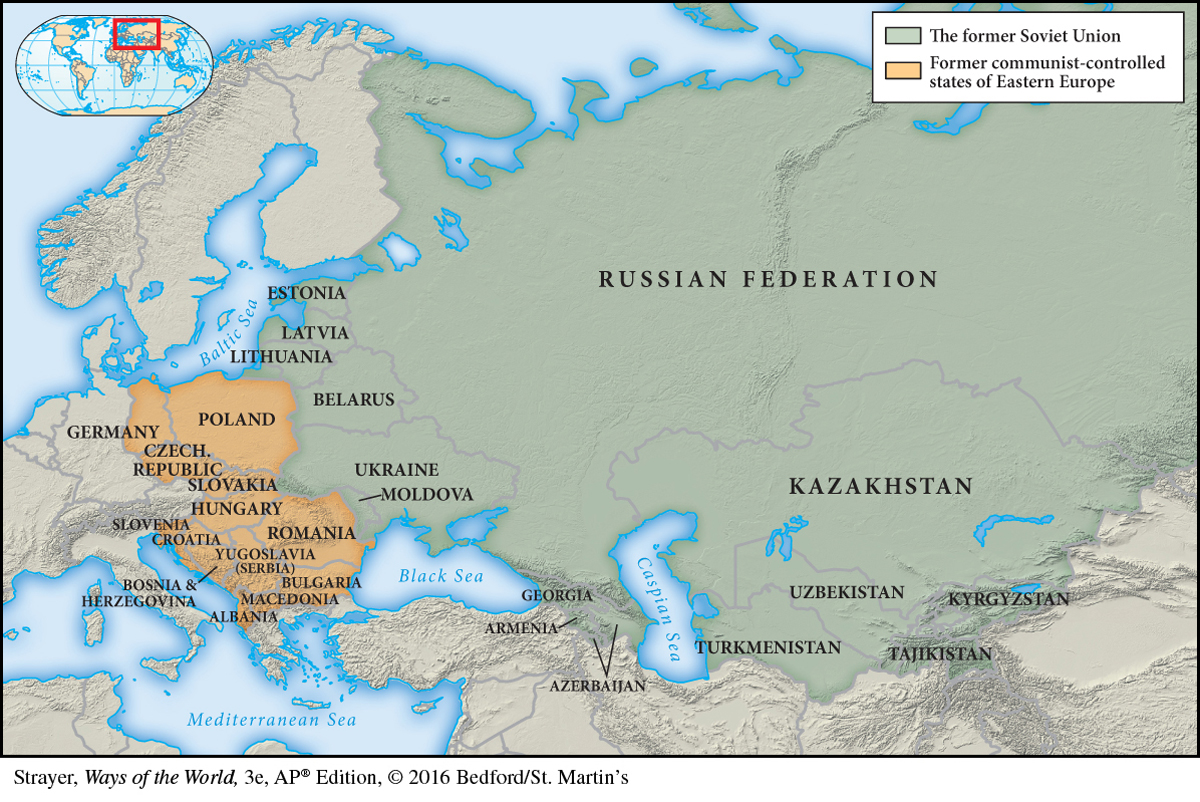 The former Soviet Union
Former communist-controlled
states of Eastern Europe
RUSSIAN FEDERATION
ESTONIA
Baltic Sea
LATVIA
LITHUANIA
BELARUS
POLAND
GERMANY
CZECH.
REPUBLIC
UKRAINE
SLOVAKIA
KAZAKHSTAN
MOLDOVA
HUNGARY
SLOVENIA
CROATIA
ROMANIA
YUGOSLAVIA
(SERBIA)
Black Sea
BULGARIA
BOSNIA &
HERZEGOVINA
MACEDONIA
ALBANIA
GEORGIA
Caspian Sea
UZBEKISTAN
KYRGYZSTAN
ARMENIA
TURKMENISTAN
TAJIKISTAN
AZERBAIJAN
Mediterranean Sea
Strayer, Ways of the World, 3e, AP® Edition, © 2016 Bedford/St. Martin's